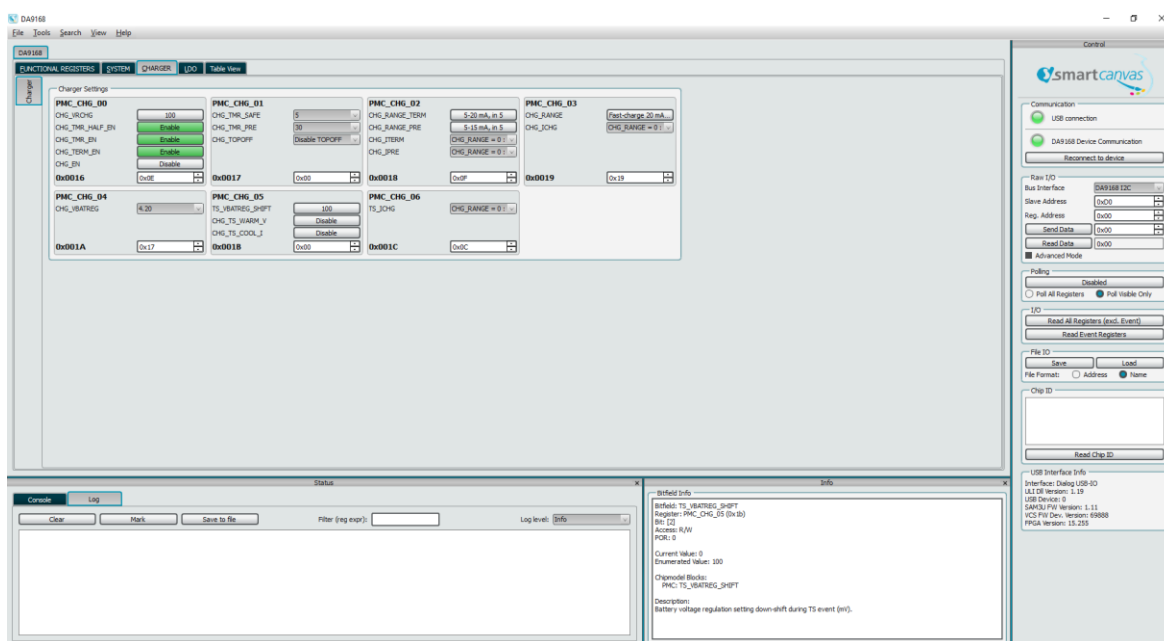 DA9168
File Tools Search View Help
DA9168
FUNCTIONAL REGISTERS SYSTEM CHARGER LDO Table View
Charger
Charger Settings
PMC_CHG_00
CHG_VRCHG 100
CHG_TMR_HALF_EN Enable
CHG_TMR_EN Enable
CHG_TERM_EN Enable
CHG_EN Disable
0x0016 0x0E
PMC_CHG_01
CHG_TMR_SAFE 5
CHG_TMR_PRE 30
CHG_TOPOFF Disable TOPOFF
0x0017 0x00
PMC_CHG_02
CHG_RANGE_TERM 5-20 mA, in 5
CHG_RANGE_PRE 5-15 mA, in 5
CHG_ITERM CHG_RANGE = 0 :
CHG_IPRE CHG_RANGE = 0 :
0x0018 0x0F
PMC_CHG_03
CHG_RANGE Fast-charge 20 mA...
CHG_ICHG CHG_RANGE = 0 :
0x0019 0x19
PMC_CHG_04
CHG_VBATREG 4.20
0x001A 0x17
PMC_CHG_05
TS_VBATREG_SHIFT 100
CHG_TS_WARM_V Disable
CHG_TS_COOL_I Disable
0x001B 0x00
PMC_CHG_06
TS_ICHG CHG_RANGE = 0 :
0x001C 0x0C
Control
smartcanvas
Communication
USB connection
DA9168 Device Communication
Reconnect to device
Raw I/O
Bus Interface DA9168 I2C
Slave Address 0xD0
Reg. Address 0x00
Send Data 0x00
Read Data 0x00
Advanced Mode
Polling
Disabled
Poll All Registers Poll Visible Only
I/O
Read All Registers (excl. Event)
Read Event Registers
File IO
Save Load
File Format: Address Name
Chip ID
Read Chip ID
USB Interface Info
Interface: Dialog USB-IO
ULI Dll Version: 1.19
USB Device: 0
SAM3U FW Version: 1.11
VCS FW Dev. Version: 69888
FPGA Version: 15.255
Status
Console Log
Clear Mark Save to file Filter (reg expr): Log level: Info
Info
Bitfield Info
Bitfield: TS_VBATREG_SHIFT
Register: PMC_CHG_05 (0x1b)
Bit: [2]
Access: R/W
POR: 0
Current Value: 0
Enumerated Value: 100
Chipmodel Blocks:
PMC: TS_VBATREG_SHIFT
Description:
Battery voltage regulation setting down-shift during TS event (mV).